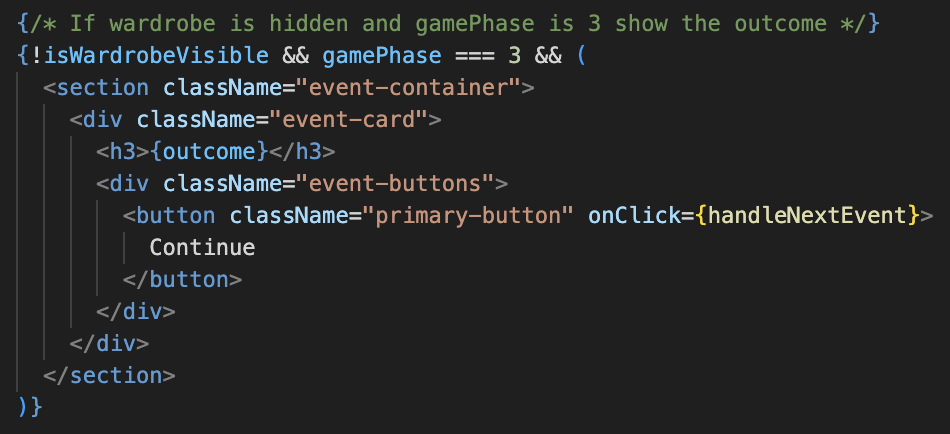 {/* If wardrobe is hidden and gamePhase is 3 show the outcome */}
{!isWardrobeVisible && gamePhase === 3 && (
  <section className="event-container">
    <div className="event-card">
      <h3>{outcome}</h3>
      <div className="event-buttons">
        <button className="primary-button" onClick={handleNextEvent}>
          Continue
        </button>
      </div>
    </div>
  </section>
)}